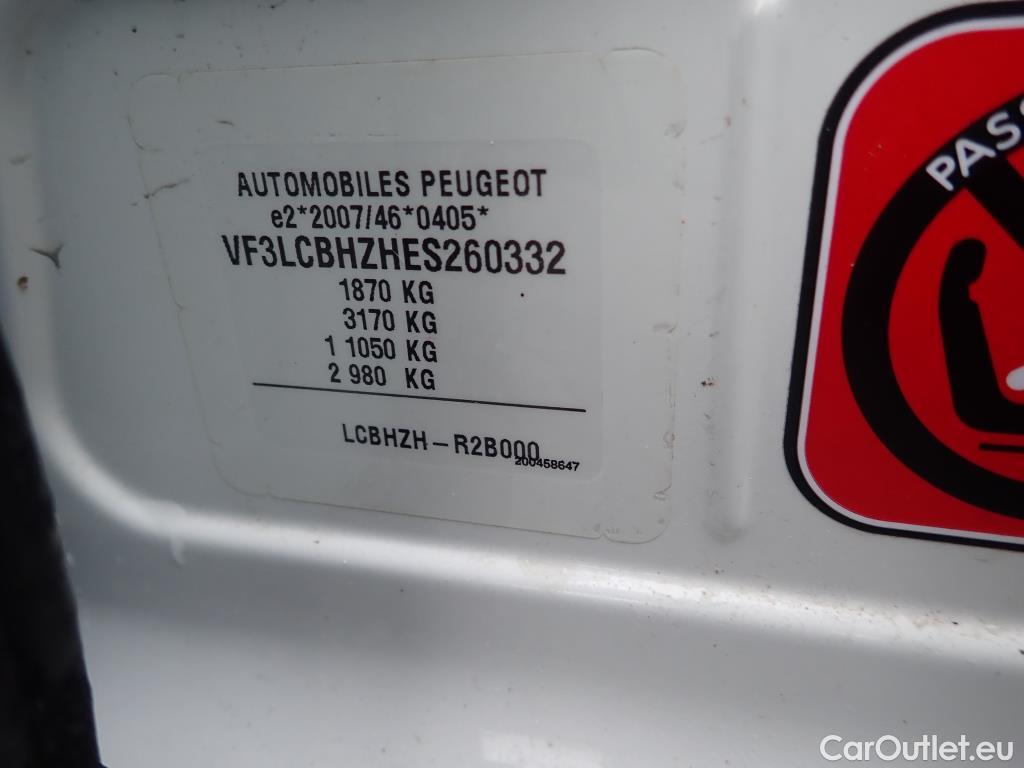 AUTOMOBILES PEUGEOT
e2*2007/46*0405*
VF3LCBHZHES260332
1870 KG
3170 KG
1 1050 KG
2 980 KG
LCBHZH-R2B000
200458647
CarOutlet.eu